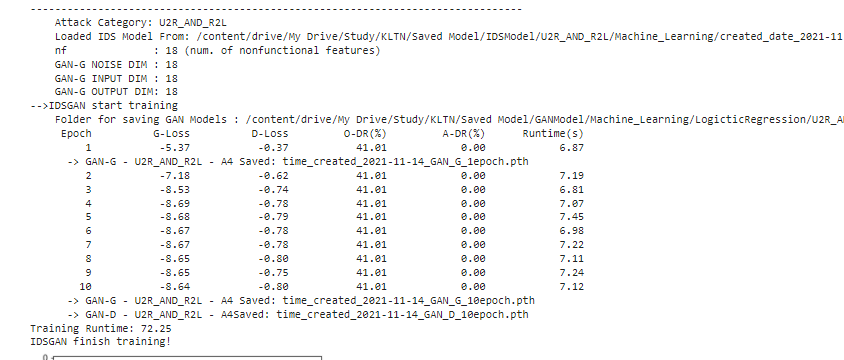 -----------------------------------------------------------------------------
Attack Category: U2R_AND_R2L
Loaded IDS Model From: /content/drive/My Drive/Study/KLTN/Saved Model/IDSModel/U2R_AND_R2L/Machine_Learning/created_date_2021-11
nf : 18 (num. of nonfunctional features)
GAN-G NOISE DIM : 18
GAN-G INPUT DIM : 18
GAN-G OUTPUT DIM: 18
-->IDSGAN start training
Folder for saving GAN Models : /content/drive/My Drive/Study/KLTN/Saved Model/GANModel/Machine_Learning/LogicticRegression/U2R_A
Epoch G-Loss D-Loss O-DR(%) A-DR(%) Runtime(s)
1 -5.37 -0.37 41.01 0.00 6.87
-> GAN-G - U2R_AND_R2L - A4 Saved: time_created_2021-11-14_GAN_G_1epoch.pth
2 -7.18 -0.62 41.01 0.00 7.19
3 -8.53 -0.74 41.01 0.00 6.81
4 -8.69 -0.78 41.01 0.00 7.07
5 -8.68 -0.79 41.01 0.00 7.45
6 -8.67 -0.78 41.01 0.00 6.98
7 -8.67 -0.78 41.01 0.00 7.22
8 -8.65 -0.80 41.01 0.00 7.11
9 -8.65 -0.75 41.01 0.00 7.24
10 -8.64 -0.80 41.01 0.00 7.12
-> GAN-G - U2R_AND_R2L - A4 Saved: time_created_2021-11-14_GAN_G_10epoch.pth
-> GAN-D - U2R_AND_R2L - A4Saved: time_created_2021-11-14_GAN_D_10epoch.pth
Training Runtime: 72.25
IDSGAN finish training!
0